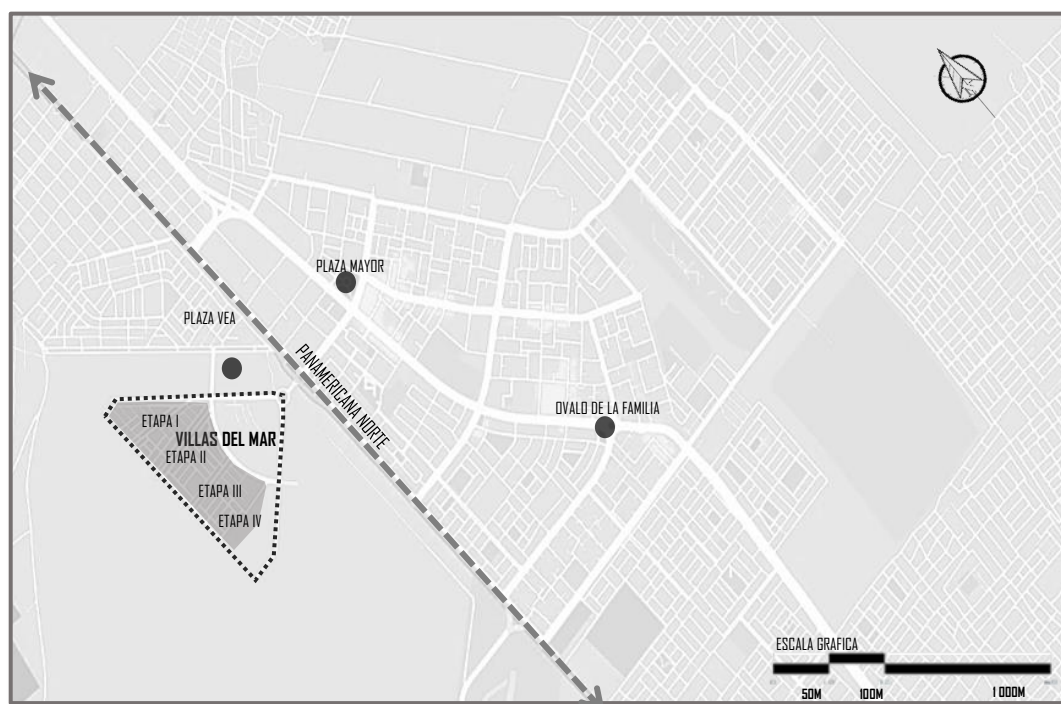 PLAZA MAYOR
PLAZA VEA
PANAMERICANA NORTE
OVALO DE LA FAMILIA
ETAPA I
VILLAS DEL MAR
ETAPA II
ETAPA III
ETAPA IV
ESCALA GRAFICA
50M 100M 1 000M